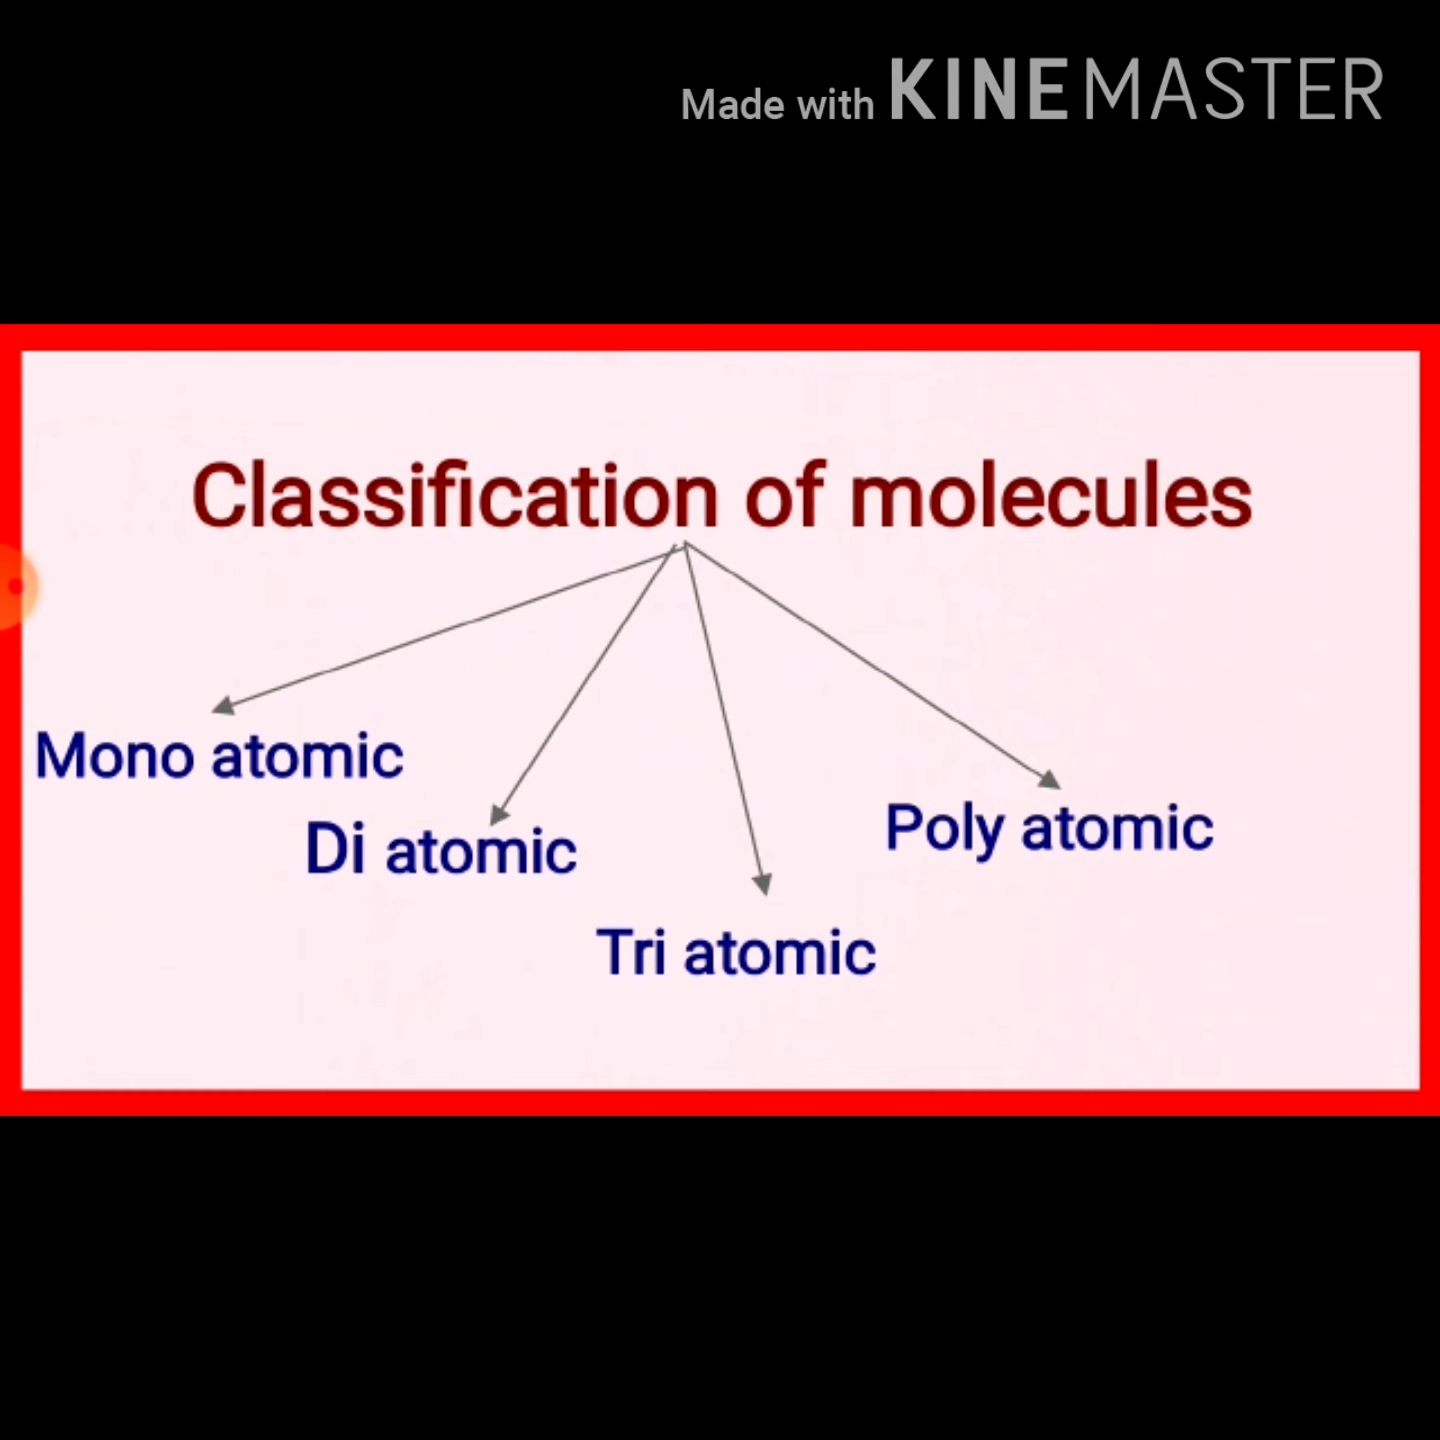 Made with KINEMASTER
Classification of molecules
Mono atomic
Di atomic
Tri atomic
Poly atomic